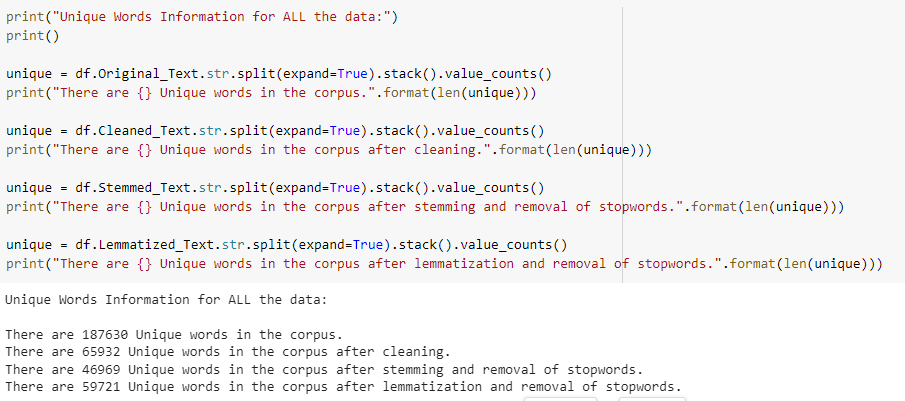 print("Unique Words Information for ALL the data:")
print()
unique = df.Original_Text.str.split(expand=True).stack().value_counts()
print("There are {} Unique words in the corpus.".format(len(unique)))
unique = df.Cleaned_Text.str.split(expand=True).stack().value_counts()
print("There are {} Unique words in the corpus after cleaning.".format(len(unique)))
unique = df.Stemmed_Text.str.split(expand=True).stack().value_counts()
print("There are {} Unique words in the corpus after stemming and removal of stopwords.".format(len(unique)))
unique = df.Lemmatized_Text.str.split(expand=True).stack().value_counts()
print("There are {} Unique words in the corpus after lemmatization and removal of stopwords.".format(len(unique)))
Unique Words Information for ALL the data:
There are 187630 Unique words in the corpus.
There are 65932 Unique words in the corpus after cleaning.
There are 46969 Unique words in the corpus after stemming and removal of stopwords.
There are 59721 Unique words in the corpus after lemmatization and removal of stopwords.